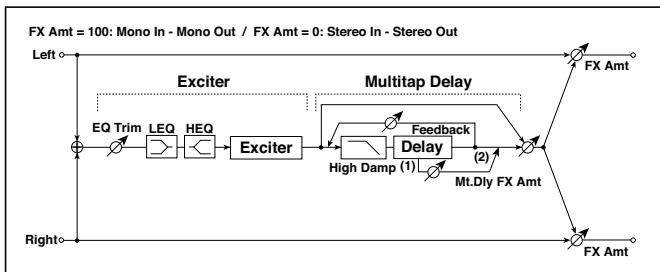 FX Amt = 100: Mono In - Mono Out / FX Amt = 0: Stereo In - Stereo Out
Left
FX Amt
Exciter
Multitap Delay
EQ Trim
LEQ
HEQ
Feedback
Exciter
Delay
(2)
High Damp
(1)
Mt.Dly FX Amt
Right
FX Amt